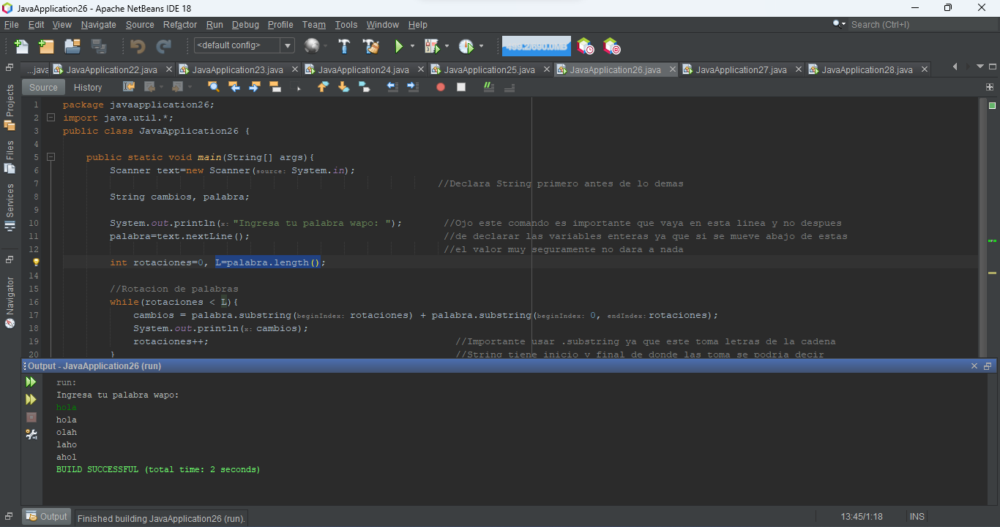 JavaApplication26 - Apache NetBeans IDE 18
File Edit View Navigate Source Refactor Run Debug Profile Team Tools Window Help
Search (Ctrl+I)
<default config>
499.2/690.0MB
...java JavaApplication22.java JavaApplication23.java JavaApplication24.java JavaApplication25.java JavaApplication26.java JavaApplication27.java JavaApplication28.java
Source History
Projects
Files
Services
Navigator
1 package javaapplication26;
2 import java.util.*;
3 public class JavaApplication26 {
4
5 public static void main(String[] args){
6 Scanner text=new Scanner(source: System.in);
7 //Declara String primero antes de lo demas
8 String cambios, palabra;
9
10 System.out.println(x: "Ingresa tu palabra wapo: "); //Ojo este comando es importante que vaya en esta linea y no despues
11 palabra=text.nextLine(); //de declarar las variables enteras ya que si se mueve abajo de estas
12 //el valor muy seguramente no dara a nada
int rotaciones=0, L=palabra.length();
14
15 //Rotacion de palabras
16 while(rotaciones < L){
17 cambios = palabra.substring(beginIndex: rotaciones) + palabra.substring(beginIndex: 0, endIndex: rotaciones);
18 System.out.println(x: cambios);
19 rotaciones++; //Importante usar .substring ya que este toma letras de la cadena
20 } //String tiene inicio y final de donde las toma se podria decir
Output - JavaApplication26 (run)
run:
Ingresa tu palabra wapo:
hola
hola
olah
laho
ahol
BUILD SUCCESSFUL (total time: 2 seconds)
Output
Finished building JavaApplication26 (run).
13:45/1:18
INS